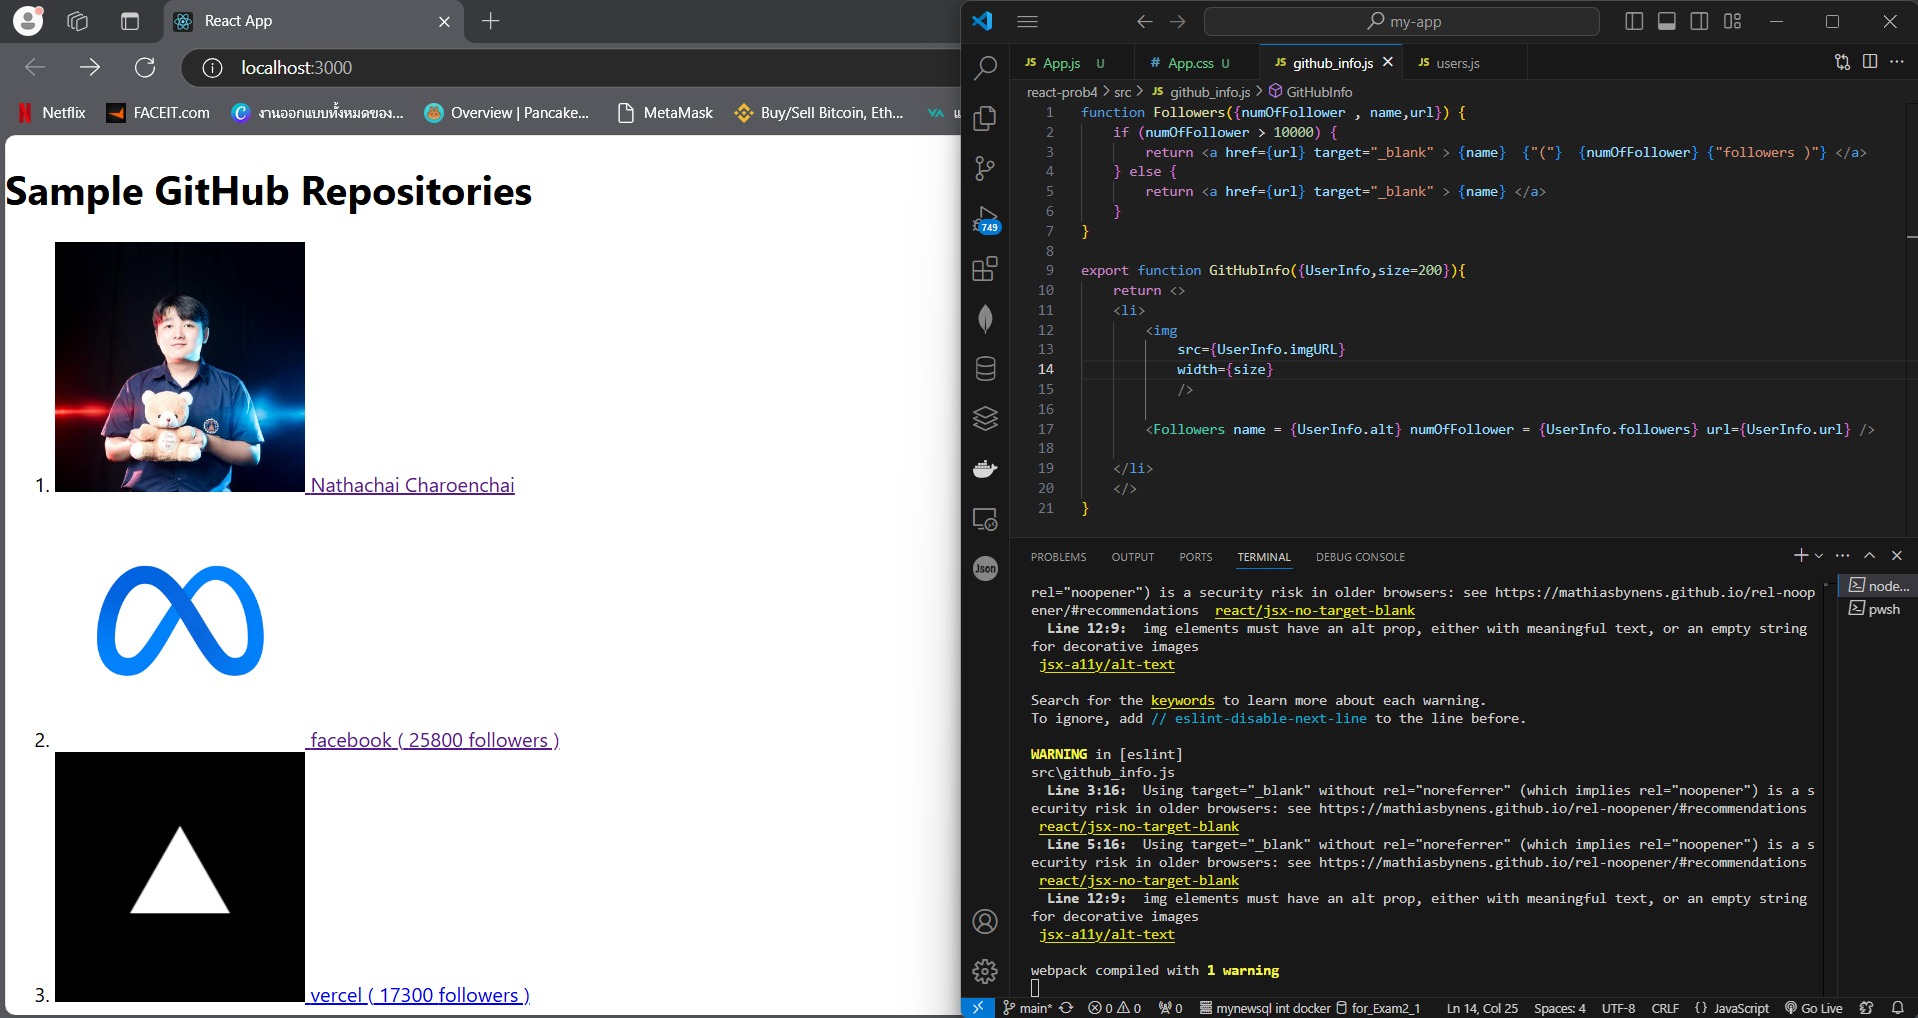 React App
localhost:3000
Netflix
FACEIT.com
งานออกแบบทั้งหมดของ...
Overview | Pancake...
MetaMask
Buy/Sell Bitcoin, Eth...
Sample GitHub Repositories
1. Nathachai Charoenchai
2. facebook ( 25800 followers )
3. vercel ( 17300 followers )
my-app
JS App.js U
# App.css U
JS github_info.js
JS users.js
react-prob4 > src > JS github_info.js > GitHubInfo
749
Json
1 function Followers({numOfFollower , name,url}) {
2 if (numOfFollower > 10000) {
3 return <a href={url} target="_blank" > {name}  {"("}  {numOfFollower} {"followers )"} </a>
4 } else {
5 return <a href={url} target="_blank" > {name} </a>
6 }
7 }
8
9 export function GitHubInfo({UserInfo,size=200}){
10 return <>
11 <li>
12 <img
13 src={UserInfo.imgURL}
14 width={size}
15 />
16
17 <Followers name = {UserInfo.alt} numOfFollower = {UserInfo.followers} url={UserInfo.url} />
18
19 </li>
20 </>
21 }
PROBLEMS
OUTPUT
PORTS
TERMINAL
DEBUG CONSOLE
node...
pwsh
rel="noopener") is a security risk in older browsers: see https://mathiasbynens.github.io/rel-noop
ener/#recommendations  react/jsx-no-target-blank
Line 12:9:  img elements must have an alt prop, either with meaningful text, or an empty string
for decorative images
jsx-a11y/alt-text
Search for the keywords to learn more about each warning.
To ignore, add // eslint-disable-next-line to the line before.
WARNING in [eslint]
src\github_info.js
Line 3:16:  Using target="_blank" without rel="noreferrer" (which implies rel="noopener") is a s
ecurity risk in older browsers: see https://mathiasbynens.github.io/rel-noopener/#recommendations
react/jsx-no-target-blank
Line 5:16:  Using target="_blank" without rel="noreferrer" (which implies rel="noopener") is a s
ecurity risk in older browsers: see https://mathiasbynens.github.io/rel-noopener/#recommendations
react/jsx-no-target-blank
Line 12:9:  img elements must have an alt prop, either with meaningful text, or an empty string
for decorative images
jsx-a11y/alt-text
webpack compiled with 1 warning
main*
0
0
0
mynewsql int docker
for_Exam2_1
Ln 14, Col 25
Spaces: 4
UTF-8
CRLF
{} JavaScript
Go Live